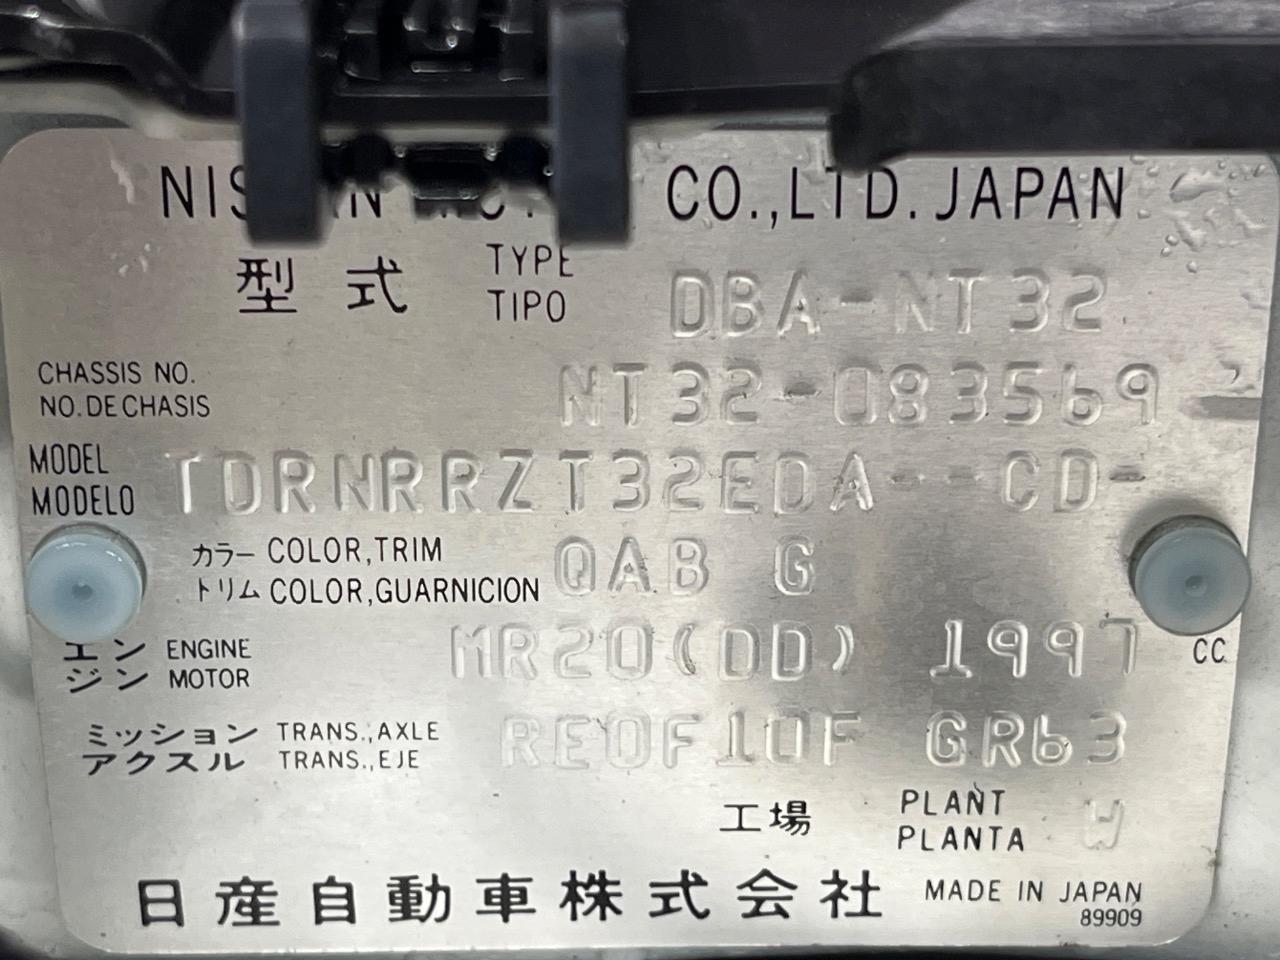 CO.,LTD. JAPAN
型式 TYPE
TIPO
DBA-NT32
CHASSIS NO.
NO. DE CHASIS
NT32-083569
MODEL
MODELO
TDRNRRZT32EDA--CD-
カラー COLOR,TRIM
トリム COLOR,GUARNICION
QAB G
エンジン ENGINE
MOTOR
MR20(DD) 1997 CC
ミッション TRANS.,AXLE
アクスル TRANS.,EJE
RE0F10F GR63
工場 PLANT
PLANTA
W
日産自動車株式会社 MADE IN JAPAN
89909